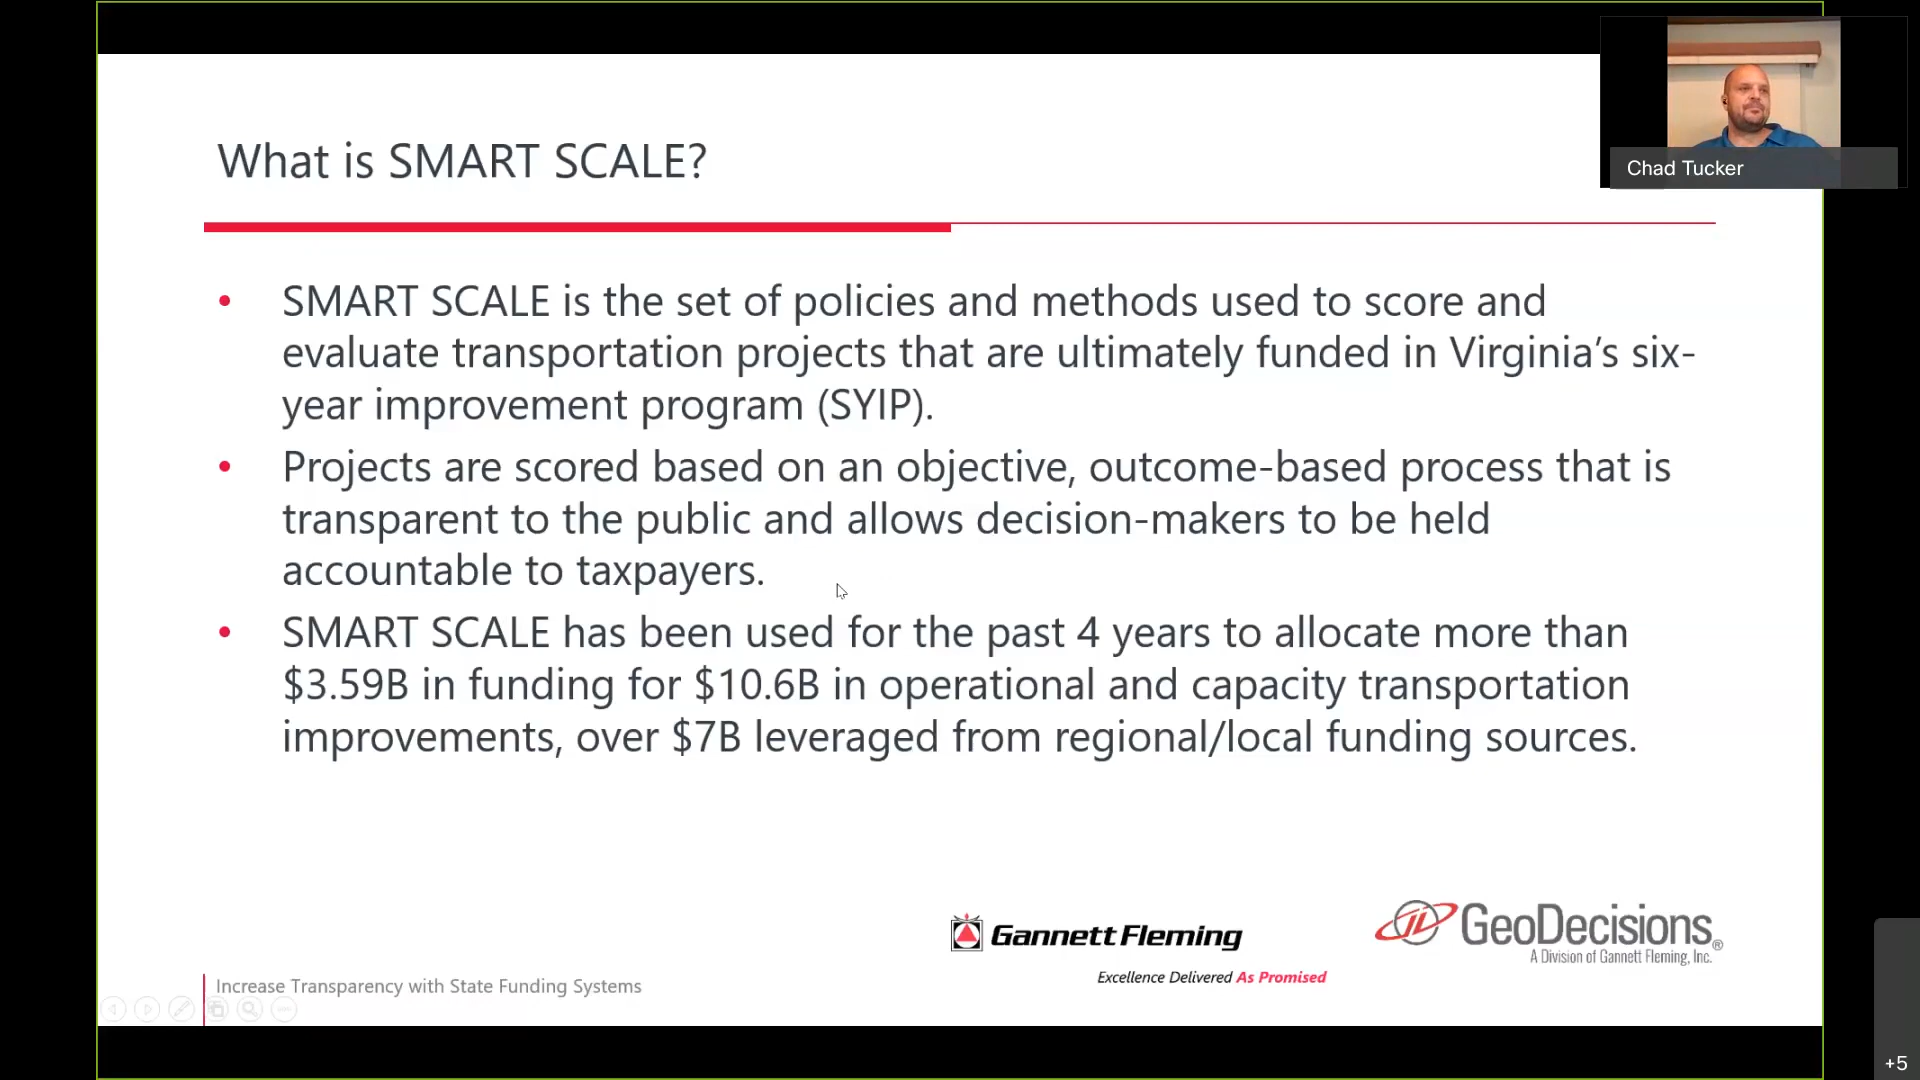 Chad Tucker
What is SMART SCALE?
• SMART SCALE is the set of policies and methods used to score and
evaluate transportation projects that are ultimately funded in Virginia’s six-
year improvement program (SYIP).
• Projects are scored based on an objective, outcome-based process that is
transparent to the public and allows decision-makers to be held
accountable to taxpayers.
• SMART SCALE has been used for the past 4 years to allocate more than
$3.59B in funding for $10.6B in operational and capacity transportation
improvements, over $7B leveraged from regional/local funding sources.
Gannett Fleming
Excellence Delivered As Promised
GeoDecisions®
A Division of Gannett Fleming, Inc.
Increase Transparency with State Funding Systems
+5